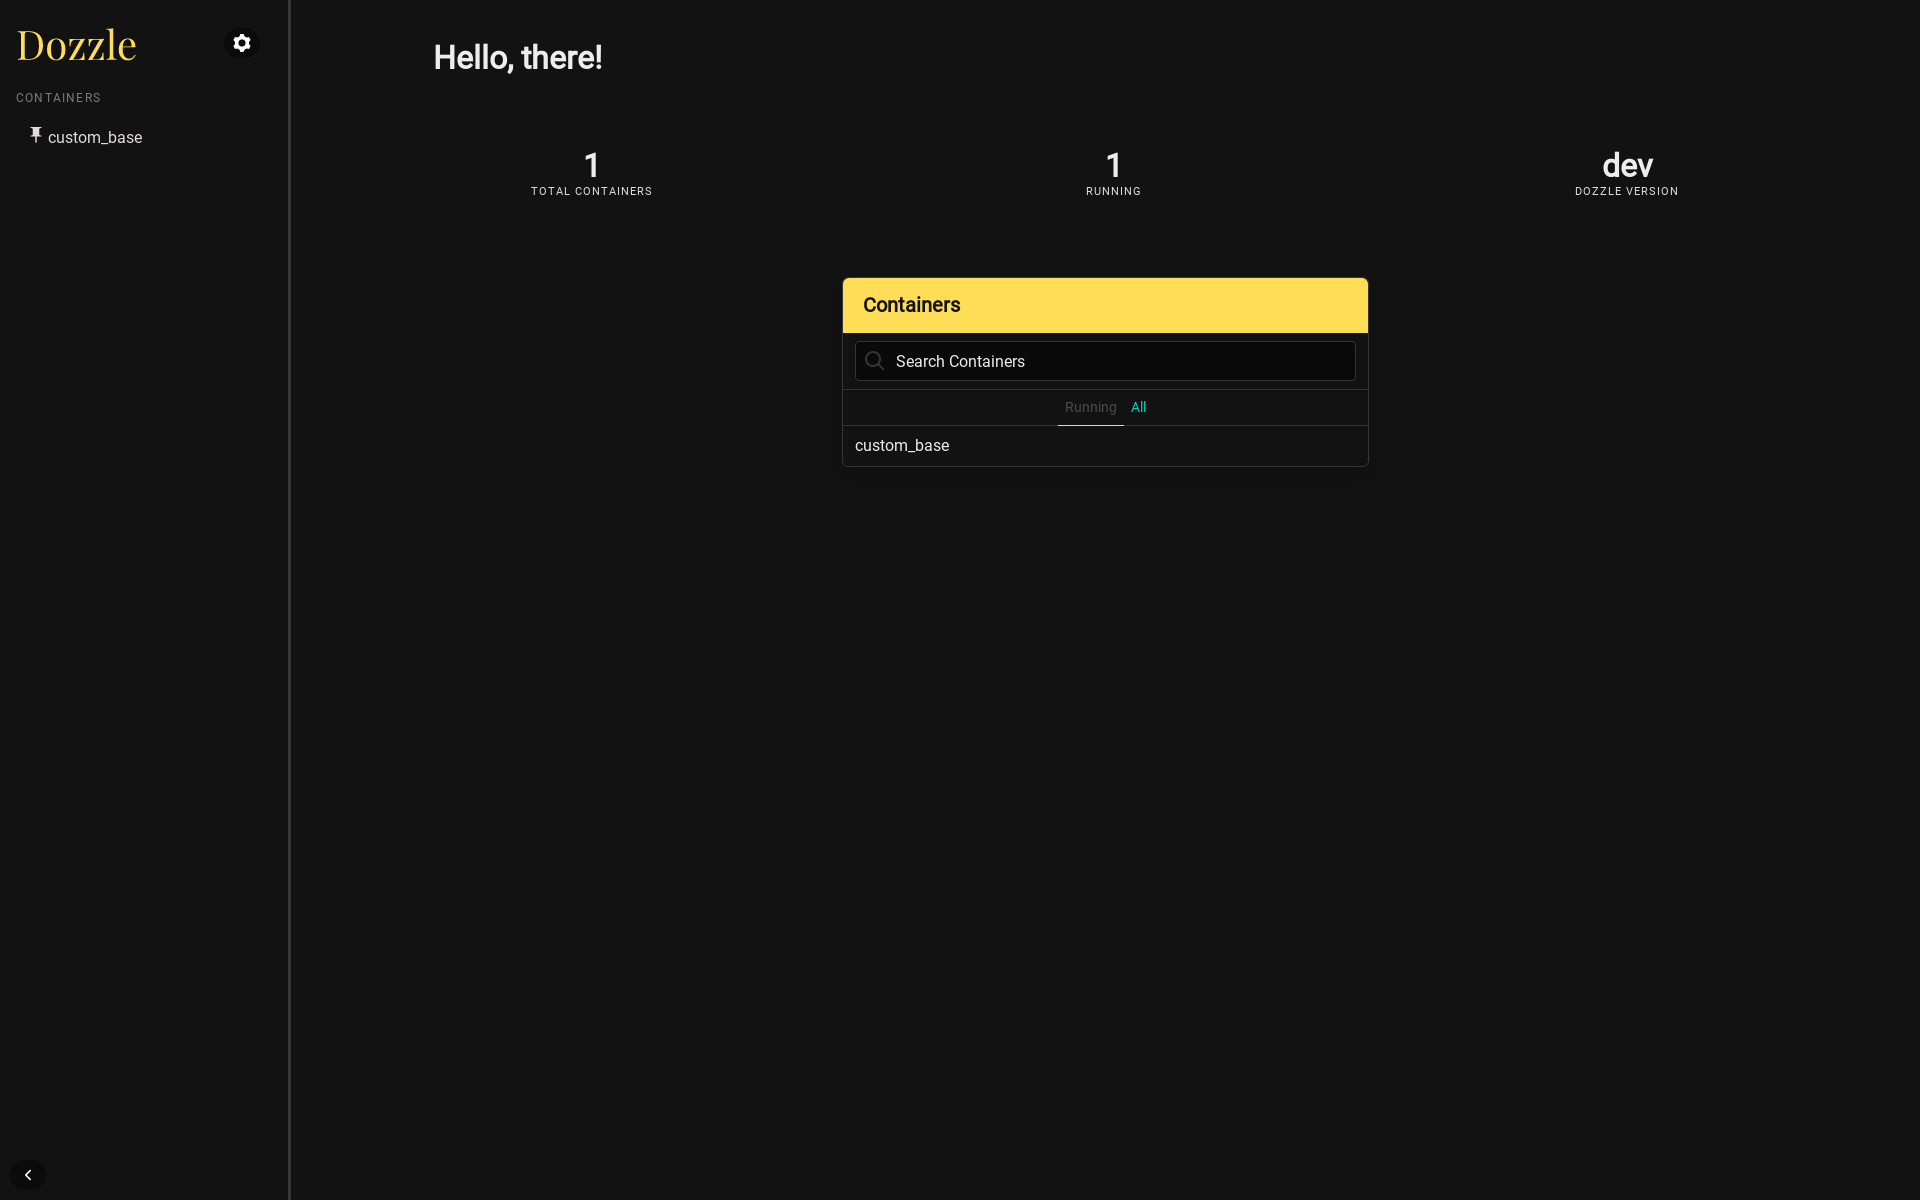 Dozzle
CONTAINERS
custom_base
Hello, there!
1
TOTAL CONTAINERS
1
RUNNING
dev
DOZZLE VERSION
Containers
Search Containers
Running All
custom_base